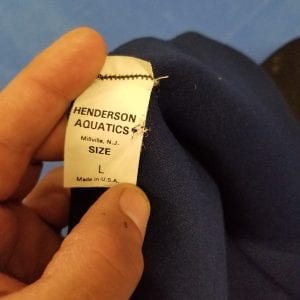 HENDERSON
AQUATICS
Millville, N.J.
SIZE
L
Made in U.S.A.